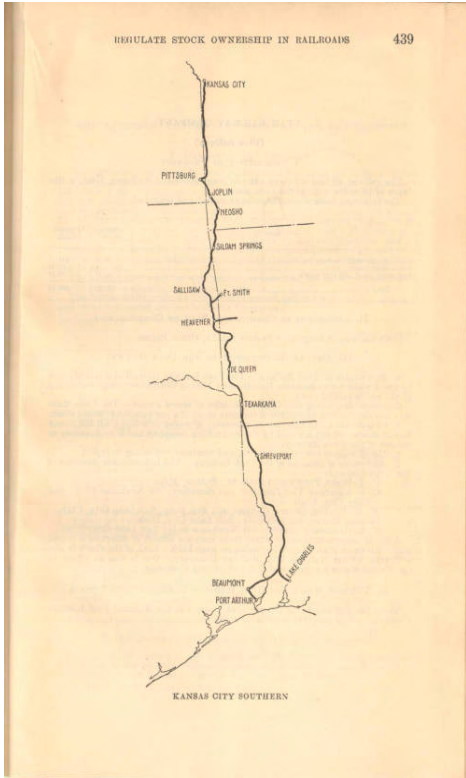 REGULATE STOCK OWNERSHIP IN RAILROADS 439
KANSAS CITY
PITTSBURG
JOPLIN
NEOSHO
SILOAM SPRINGS
SALLISAW
FT. SMITH
HEAVENER
DE QUEEN
TEXARKANA
SHREVEPORT
LAKE CHARLES
BEAUMONT
PORT ARTHUR
KANSAS CITY SOUTHERN